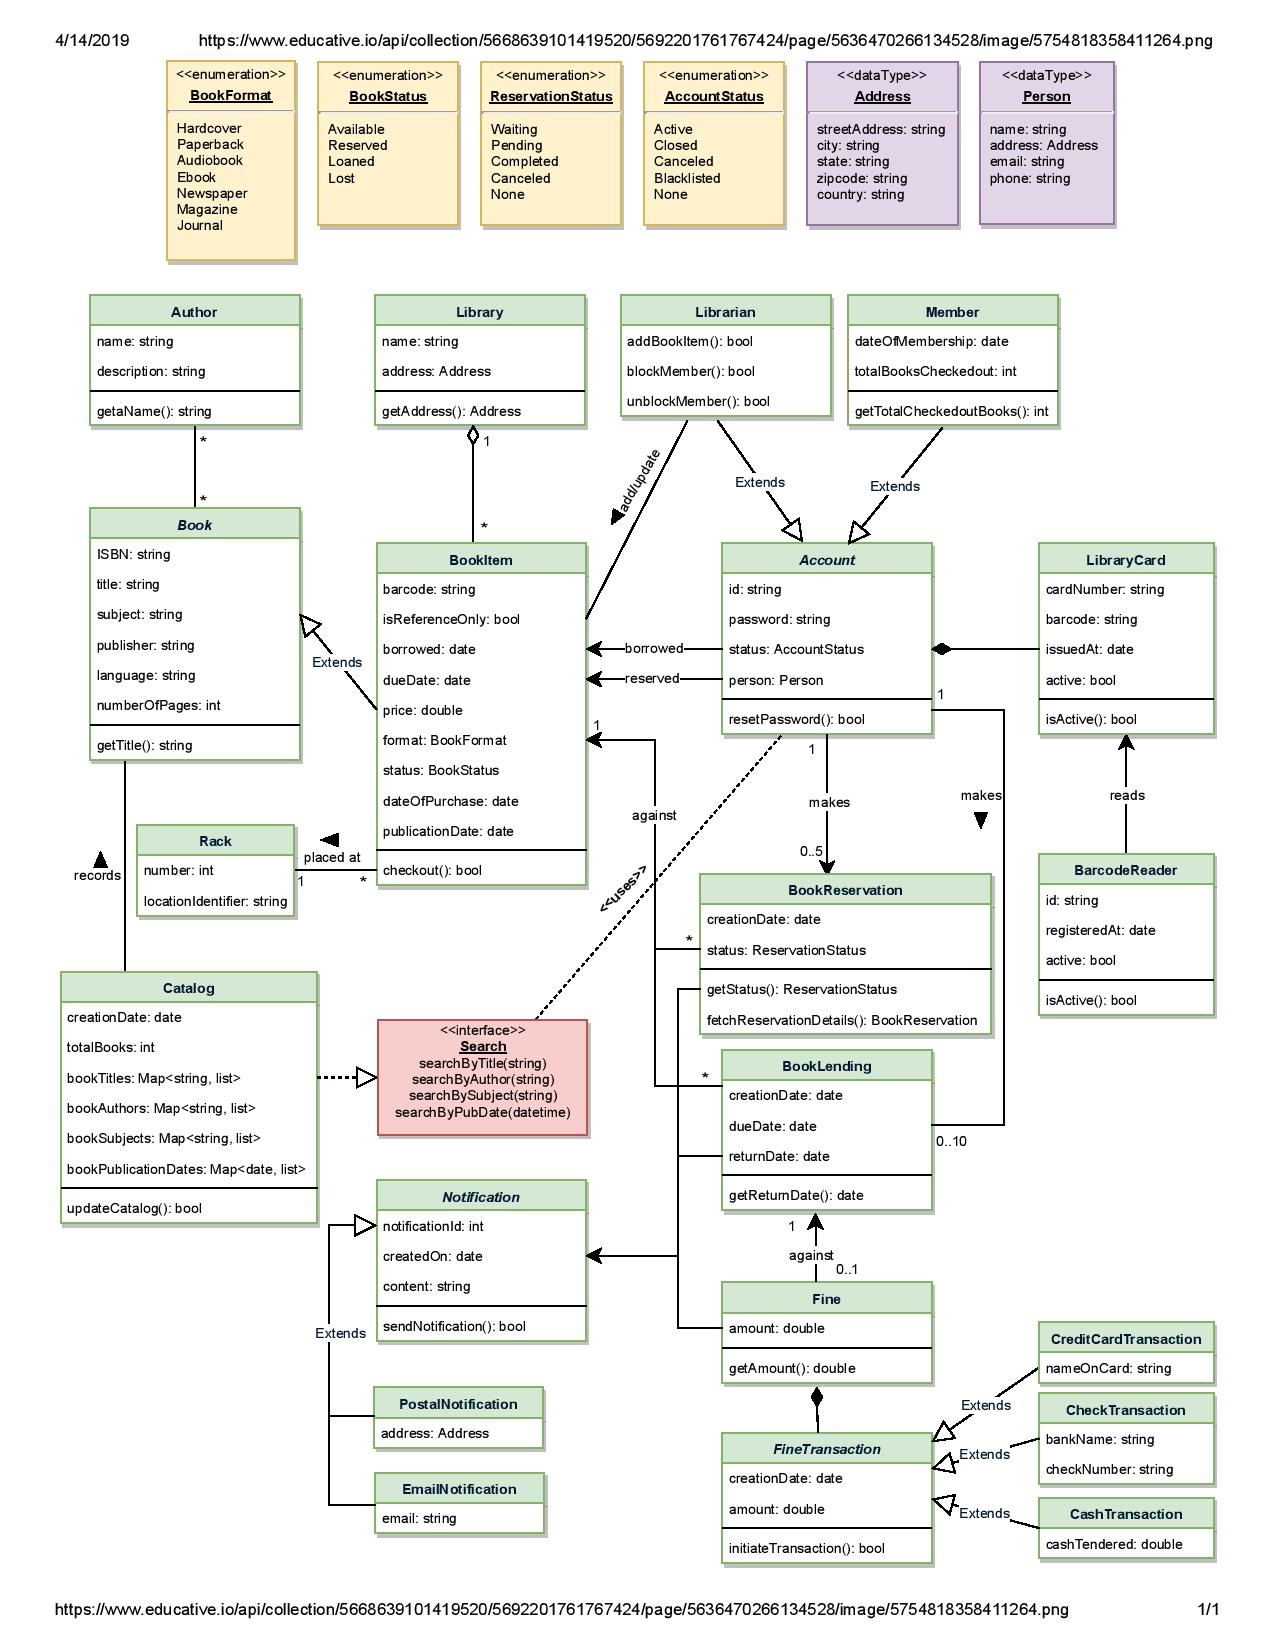 4/14/2019
https://www.educative.io/api/collection/5668639101419520/5692201761767424/page/5636470266134528/image/5754818358411264.png
<<enumeration>>
BookFormat
Hardcover
Paperback
Audiobook
Ebook
Newspaper
Magazine
Journal
<<enumeration>>
BookStatus
Available
Reserved
Loaned
Lost
<<enumeration>>
ReservationStatus
Waiting
Pending
Completed
Canceled
None
<<enumeration>>
AccountStatus
Active
Closed
Canceled
Blacklisted
None
<<dataType>>
Address
streetAddress: string
city: string
state: string
zipcode: string
country: string
<<dataType>>
Person
name: string
address: Address
email: string
phone: string
Author
name: string
description: string
getaName(): string
*
*
Library
name: string
address: Address
getAddress(): Address
1
*
Librarian
addBookItem(): bool
blockMember(): bool
unblockMember(): bool
add/update
Extends
Member
dateOfMembership: date
totalBooksCheckedout: int
getTotalCheckedoutBooks(): int
Extends
Book
ISBN: string
title: string
subject: string
publisher: string
language: string
numberOfPages: int
getTitle(): string
Extends
BookItem
barcode: string
isReferenceOnly: bool
borrowed: date
dueDate: date
price: double
format: BookFormat
status: BookStatus
dateOfPurchase: date
publicationDate: date
checkout(): bool
borrowed
reserved
1
against
Account
id: string
password: string
status: AccountStatus
person: Person
resetPassword(): bool
1
makes
0..5
1
makes
LibraryCard
cardNumber: string
barcode: string
issuedAt: date
active: bool
isActive(): bool
reads
Rack
number: int
locationIdentifier: string
placed at
1
*
records
<<uses>>
BookReservation
creationDate: date
status: ReservationStatus
getStatus(): ReservationStatus
fetchReservationDetails(): BookReservation
*
BarcodeReader
id: string
registeredAt: date
active: bool
isActive(): bool
Catalog
creationDate: date
totalBooks: int
bookTitles: Map<string, list>
bookAuthors: Map<string, list>
bookSubjects: Map<string, list>
bookPublicationDates: Map<date, list>
updateCatalog(): bool
<<interface>>
Search
searchByTitle(string)
searchByAuthor(string)
searchBySubject(string)
searchByPubDate(datetime)
*
BookLending
creationDate: date
dueDate: date
returnDate: date
getReturnDate(): date
0..10
Notification
notificationId: int
createdOn: date
content: string
sendNotification(): bool
1
against
0..1
Extends
Fine
amount: double
getAmount(): double
PostalNotification
address: Address
EmailNotification
email: string
FineTransaction
creationDate: date
amount: double
initiateTransaction(): bool
Extends
Extends
Extends
CreditCardTransaction
nameOnCard: string
CheckTransaction
bankName: string
checkNumber: string
CashTransaction
cashTendered: double
https://www.educative.io/api/collection/5668639101419520/5692201761767424/page/5636470266134528/image/5754818358411264.png
1/1